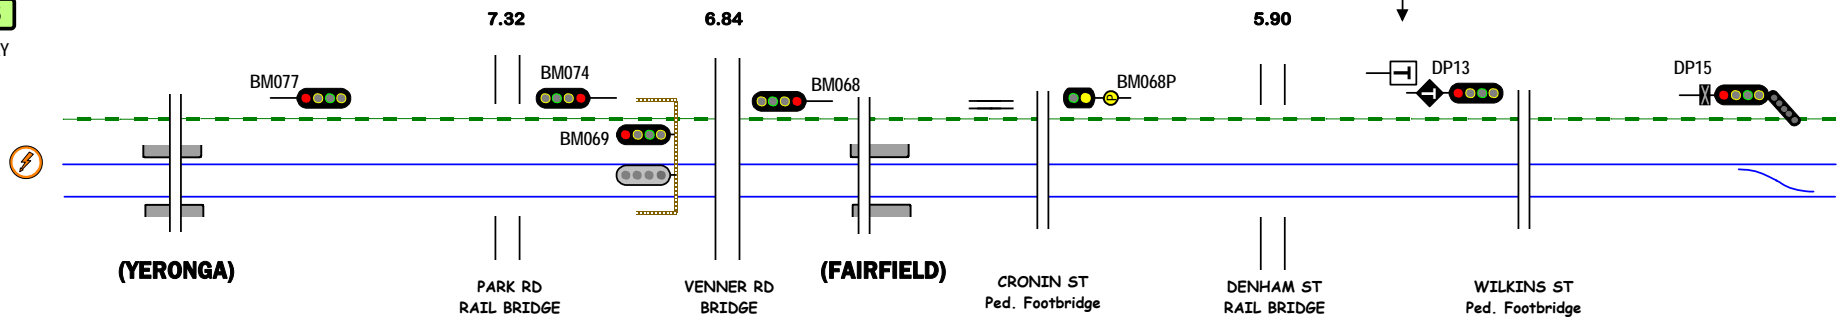 7.32
6.84
5.90
Y
BM077
BM074
BM068
BM068P
DP13
DP15
BM069
P
(YERONGA)
(FAIRFIELD)
PARK RD
RAIL BRIDGE
VENNER RD
BRIDGE
CRONIN ST
Ped. Footbridge
DENHAM ST
RAIL BRIDGE
WILKINS ST
Ped. Footbridge